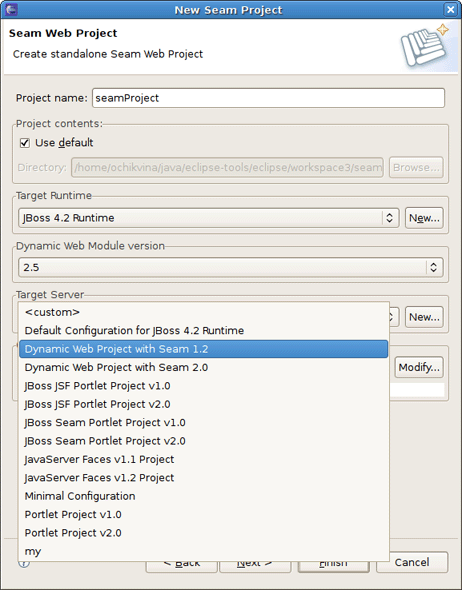 New Seam Project
Seam Web Project
Create standalone Seam Web Project
Project name: seamProject
Project contents:
Use default
Directory: /home/ochikvina/java/eclipse-tools/eclipse/workspace3/seam Browse...
Target Runtime
JBoss 4.2 Runtime New...
Dynamic Web Module version
2.5
Target Server
New...
<custom>
Default Configuration for JBoss 4.2 Runtime
Dynamic Web Project with Seam 1.2
Dynamic Web Project with Seam 2.0
Modify...
JBoss JSF Portlet Project v1.0
JBoss JSF Portlet Project v2.0
JBoss Seam Portlet Project v1.0
JBoss Seam Portlet Project v2.0
JavaServer Faces v1.1 Project
JavaServer Faces v1.2 Project
Minimal Configuration
Portlet Project v1.0
Portlet Project v2.0
my
< Back Next > Finish Cancel